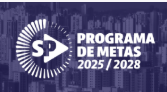 SP
PROGRAMA
DE METAS
2025 / 2028